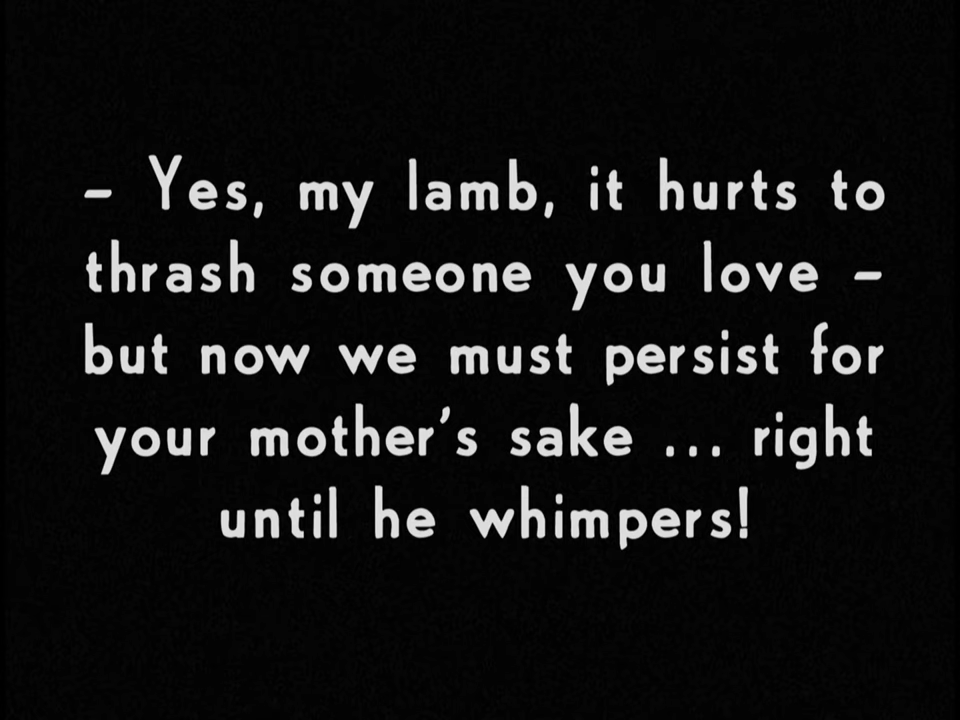 – Yes, my lamb, it hurts to
thrash someone you love –
but now we must persist for
your mother's sake ... right
until he whimpers!